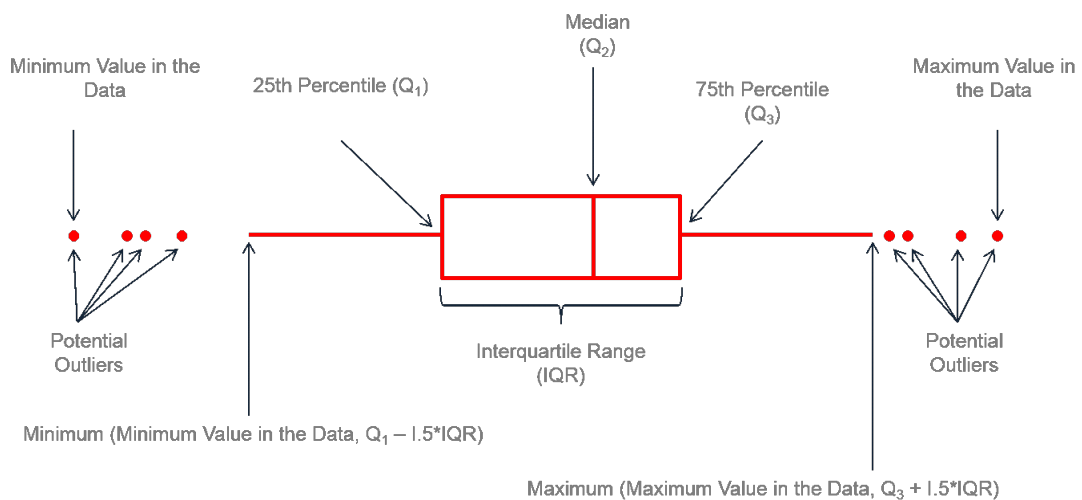 Median
(Q₂)
Minimum Value in the
Data
25th Percentile (Q₁)
75th Percentile
(Q₃)
Maximum Value in
the Data
Potential
Outliers
Interquartile Range
(IQR)
Potential
Outliers
Minimum (Minimum Value in the Data, Q₁ – I.5*IQR)
Maximum (Maximum Value in the Data, Q₃ + I.5*IQR)